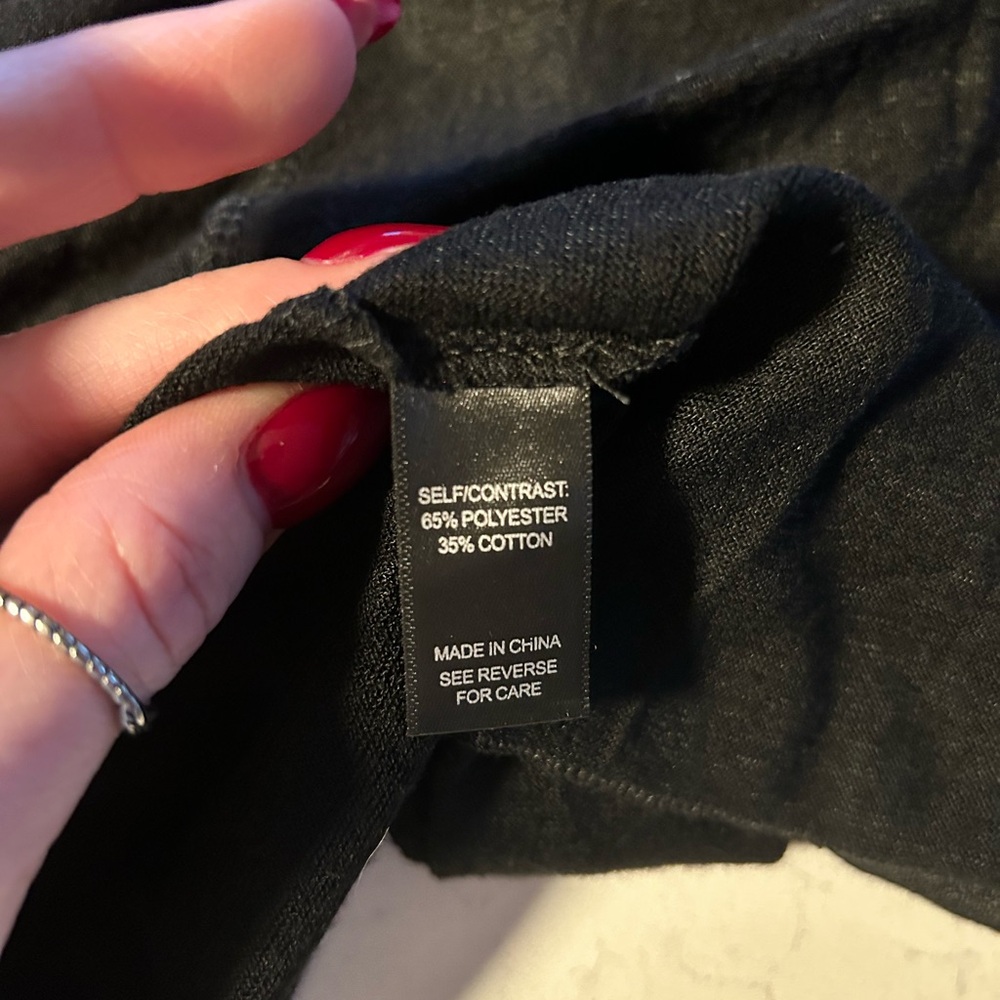 SELF/CONTRAST:
65% POLYESTER
35% COTTON
MADE IN CHINA
SEE REVERSE
FOR CARE